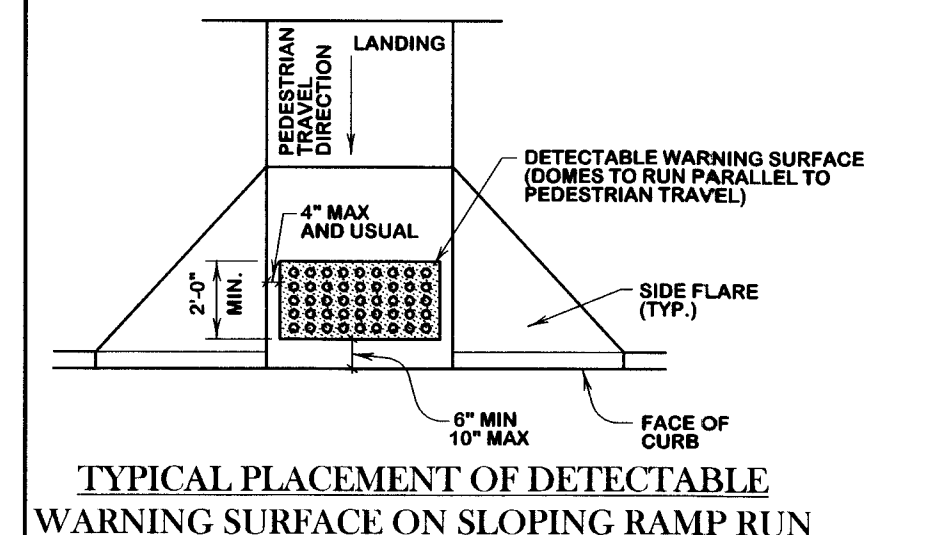 PEDESTRIAN
TRAVEL
DIRECTION
LANDING
DETECTABLE WARNING SURFACE
(DOMES TO RUN PARALLEL TO
PEDESTRIAN TRAVEL)
4" MAX
AND USUAL
2'-0"
MIN.
SIDE FLARE
(TYP.)
6" MIN
10" MAX
FACE OF
CURB
TYPICAL PLACEMENT OF DETECTABLE
WARNING SURFACE ON SLOPING RAMP RUN